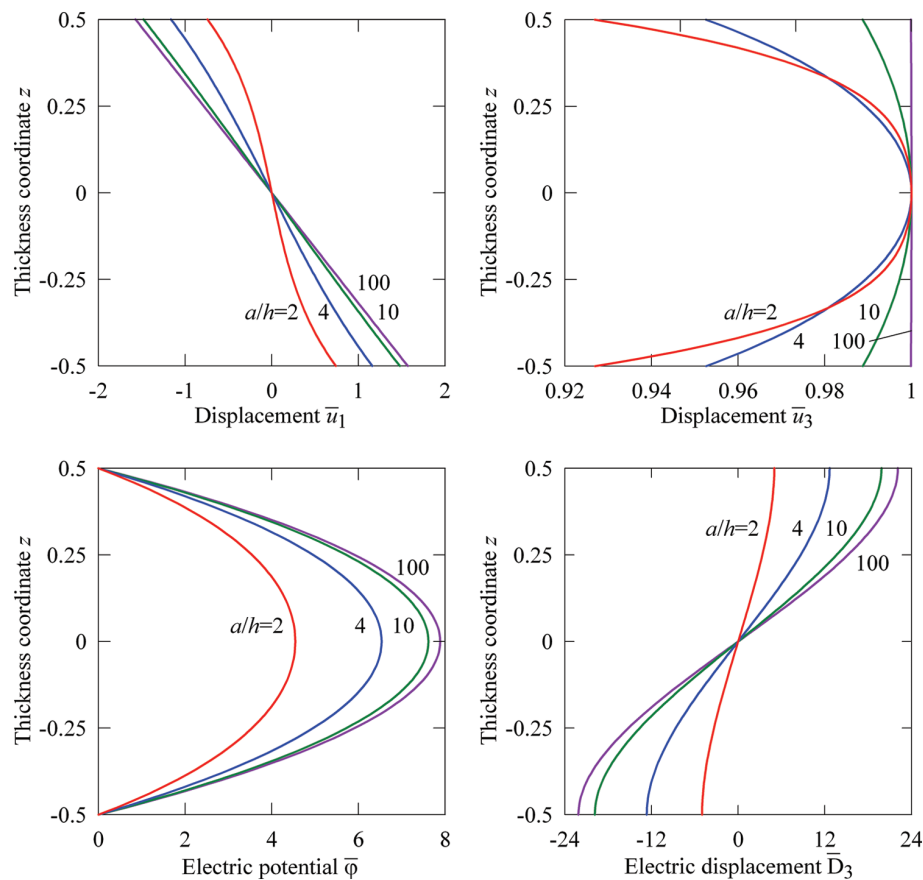 0.5
0.25
0
-0.25
-0.5
Thickness coordinate z
100
a/h=2 4 10
-2 -1 0 1 2
Displacement u̅₁
0.5
0.25
0
-0.25
-0.5
Thickness coordinate z
a/h=2 10
4 100
0.92 0.94 0.96 0.98 1
Displacement u̅₃
0.5
0.25
0
-0.25
-0.5
Thickness coordinate z
100
a/h=2 4 10
0 2 4 6 8
Electric potential φ̅
0.5
0.25
0
-0.25
-0.5
Thickness coordinate z
a/h=2 4 10
100
-24 -12 0 12 24
Electric displacement D̅₃